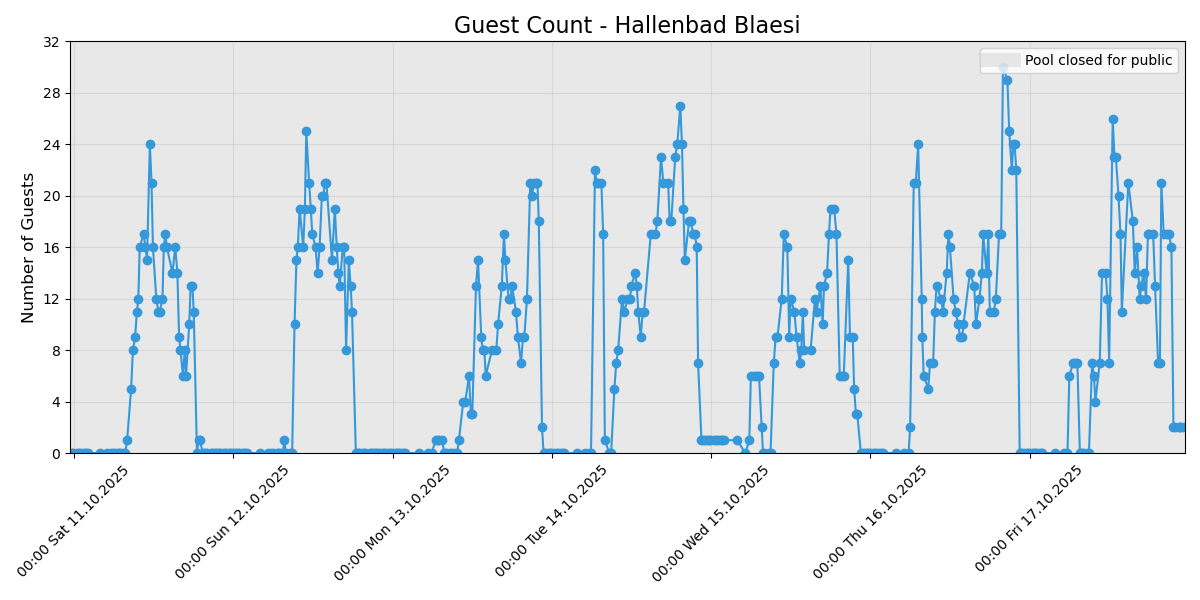 Guest Count - Hallenbad Blaesi
Pool closed for public
Number of Guests
32
28
24
20
16
12
8
4
0
00:00 Sat 11.10.2025
00:00 Sun 12.10.2025
00:00 Mon 13.10.2025
00:00 Tue 14.10.2025
00:00 Wed 15.10.2025
00:00 Thu 16.10.2025
00:00 Fri 17.10.2025